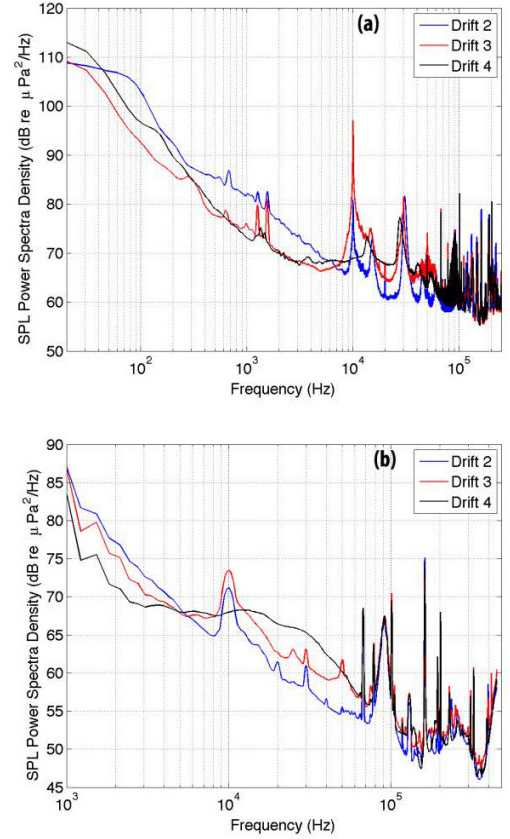 (a)
Drift 2
Drift 3
Drift 4
SPL Power Spectra Density (dB re μ Pa²/Hz)
120
110
100
90
80
70
60
50
10² 10³ 10⁴ 10⁵
Frequency (Hz)
(b)
Drift 2
Drift 3
Drift 4
SPL Power Spectra Density (dB re μ Pa²/Hz)
90
85
80
75
70
65
60
55
50
45
10³ 10⁴ 10⁵
Frequency (Hz)